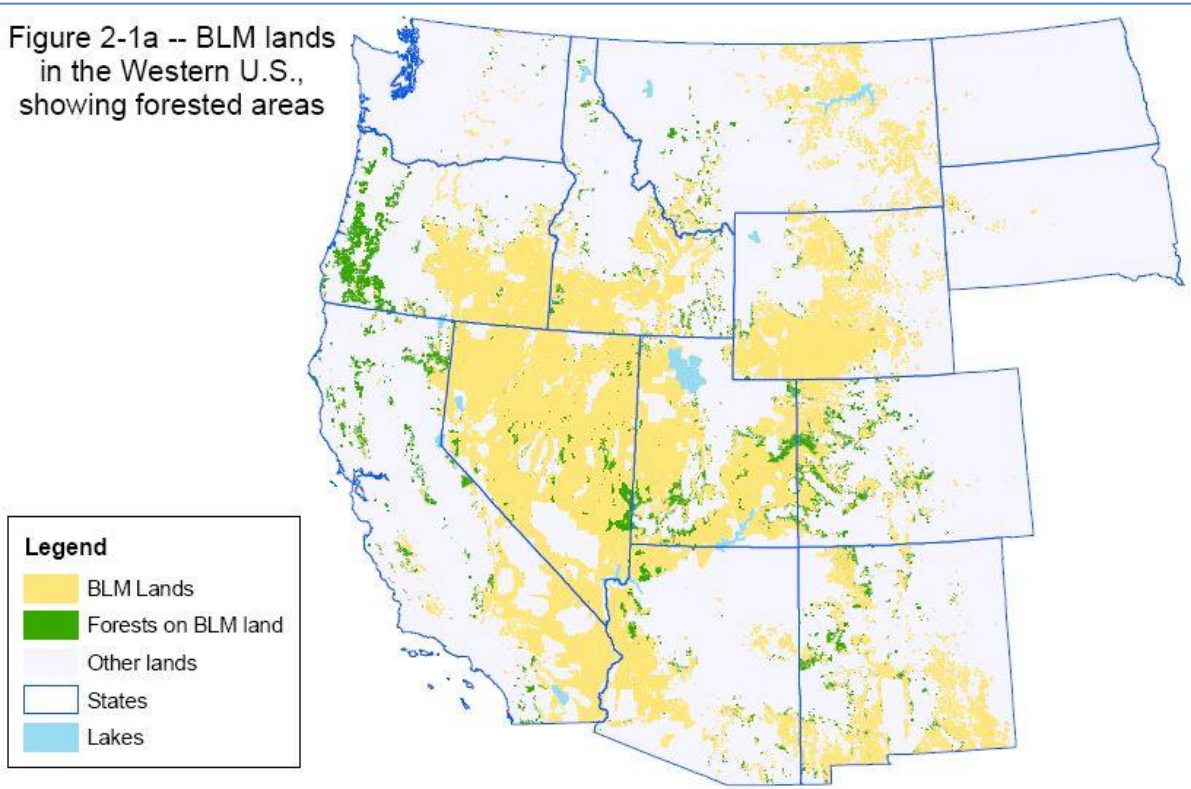 Figure 2-1a -- BLM lands
in the Western U.S.,
showing forested areas
Legend
BLM Lands
Forests on BLM land
Other lands
States
Lakes